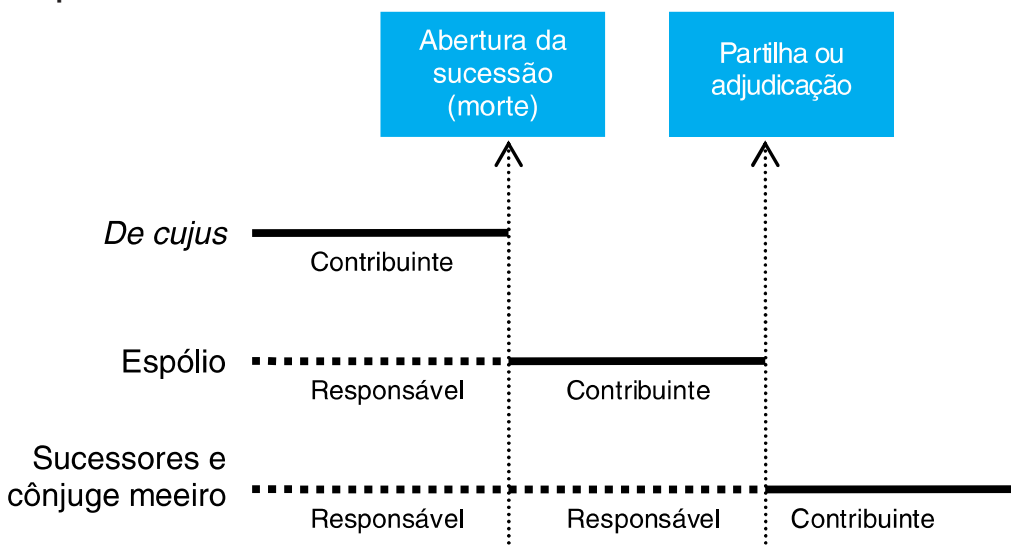 Abertura da
sucessão
(morte)
Partilha ou
adjudicação
De cujus
Contribuinte
Espólio
Responsável
Contribuinte
Sucessores e
cônjuge meeiro
Responsável
Responsável
Contribuinte